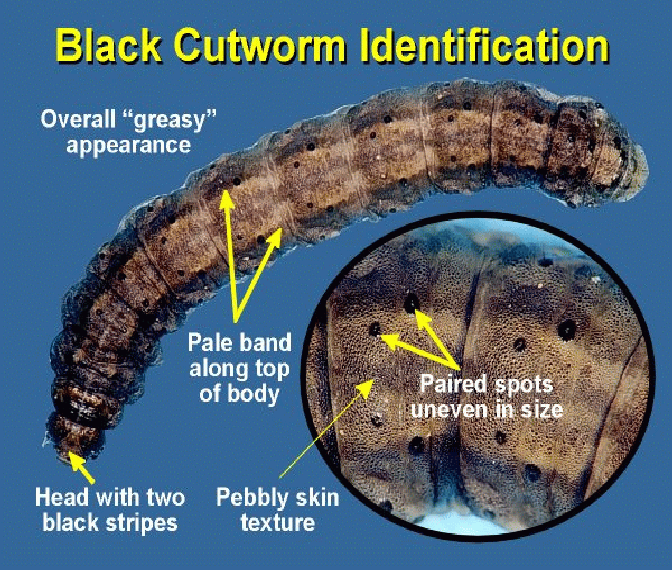 Black Cutworm Identification
Overall “greasy”
appearance
Pale band
along top
of body
Paired spots
uneven in size
Head with two
black stripes
Pebbly skin
texture